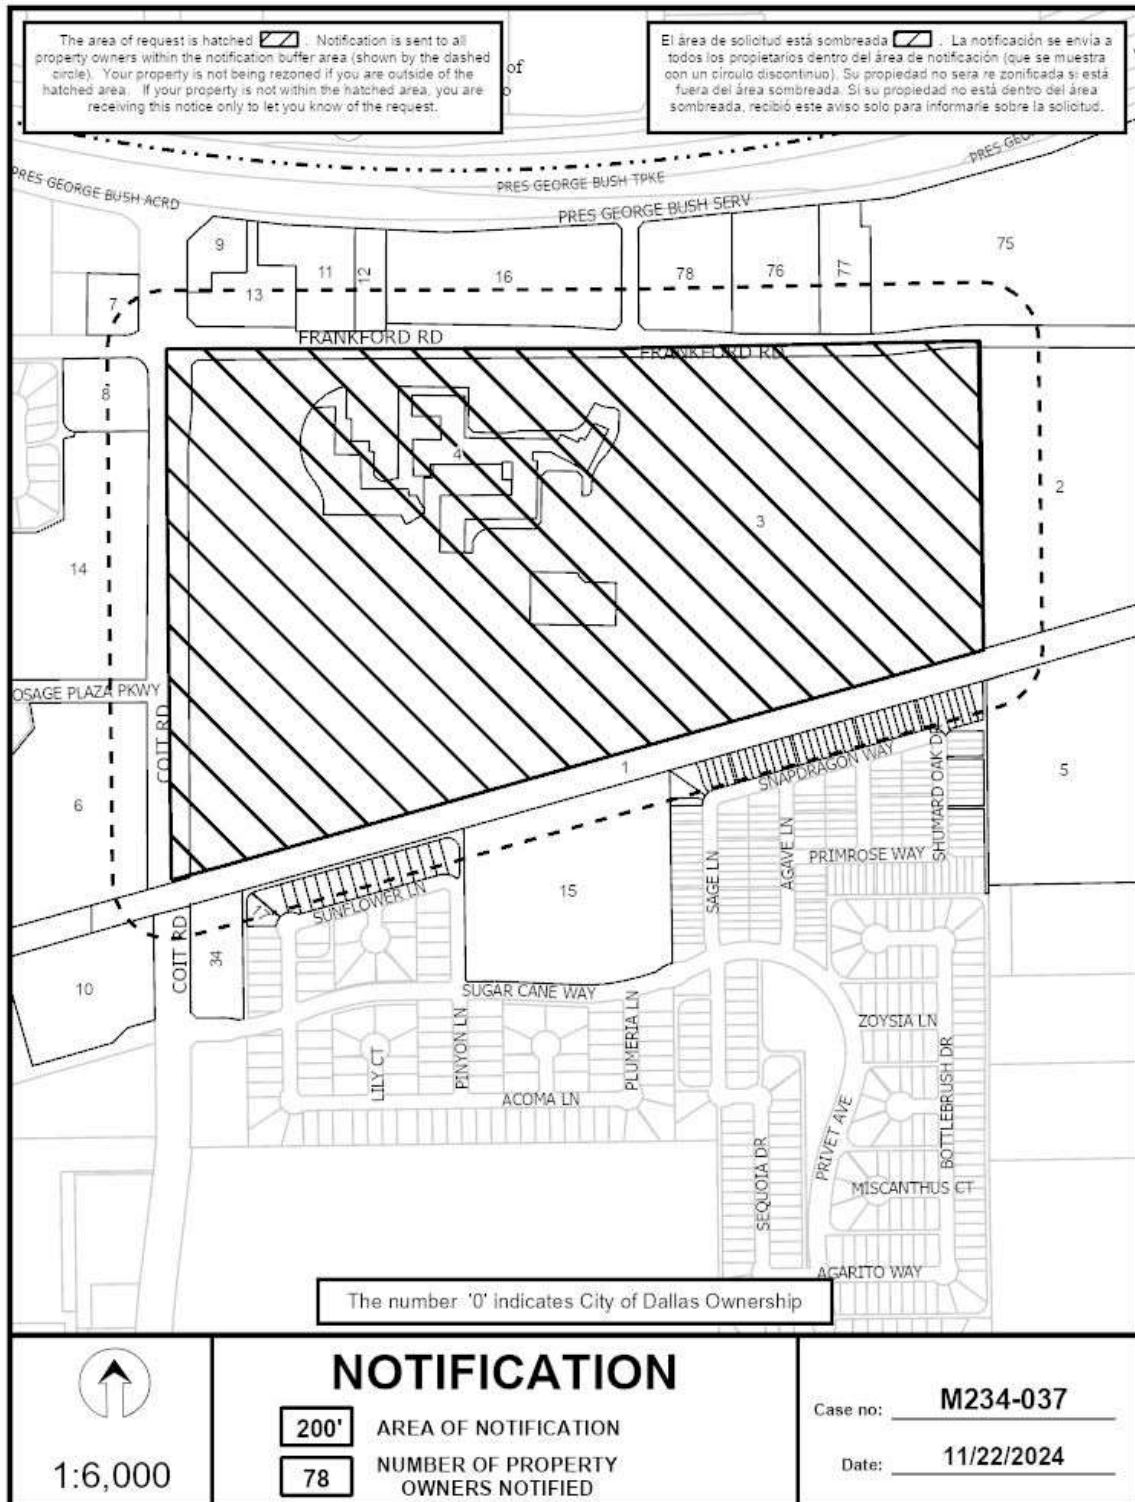 The area of request is hatched . Notification is sent to all
property owners within the notification buffer area (shown by the dashed
circle). Your property is not being rezoned if you are outside of the
hatched area. If your property is not within the hatched area, you are
receiving this notice only to let you know of the request.
of
El área de solicitud está sombreada . La notificación se envía a
todos los propietarios dentro del área de notificación (que se muestra
con un círculo discontinuo). Su propiedad no sera re zonificada si está
fuera del área sombreada. Si su propiedad no está dentro del área
sombreada, recibió este aviso solo para informarle sobre la solicitud.
PRES GEORGE BUSH ACRD
PRES GEORGE BUSH TPKE
PRES GEORGE BUSH SERV
9
11
12
13
16
78
76
77
75
7
FRANKFORD RD
FRANKFORD RD
8
4
3
2
14
OSAGE PLAZA PKWY
COIT RD
6
1
5
SNAPDRAGON WAY
SHUMARD OAK DR
PRIMROSE WAY
AGAVE LN
SAGE LN
15
SUNFLOWER LN
17
34
COIT RD
10
SUGAR CANE WAY
LILY CT
PINYON LN
PLUMERIA LN
ACOMA LN
ZOYSIA LN
BOTTLEBRUSH DR
PRIVET AVE
SEQUOIA DR
MISCANTHUS CT
AGARITO WAY
The number '0' indicates City of Dallas Ownership
1:6,000
NOTIFICATION
200' AREA OF NOTIFICATION
78 NUMBER OF PROPERTY
OWNERS NOTIFIED
Case no: M234-037
Date: 11/22/2024